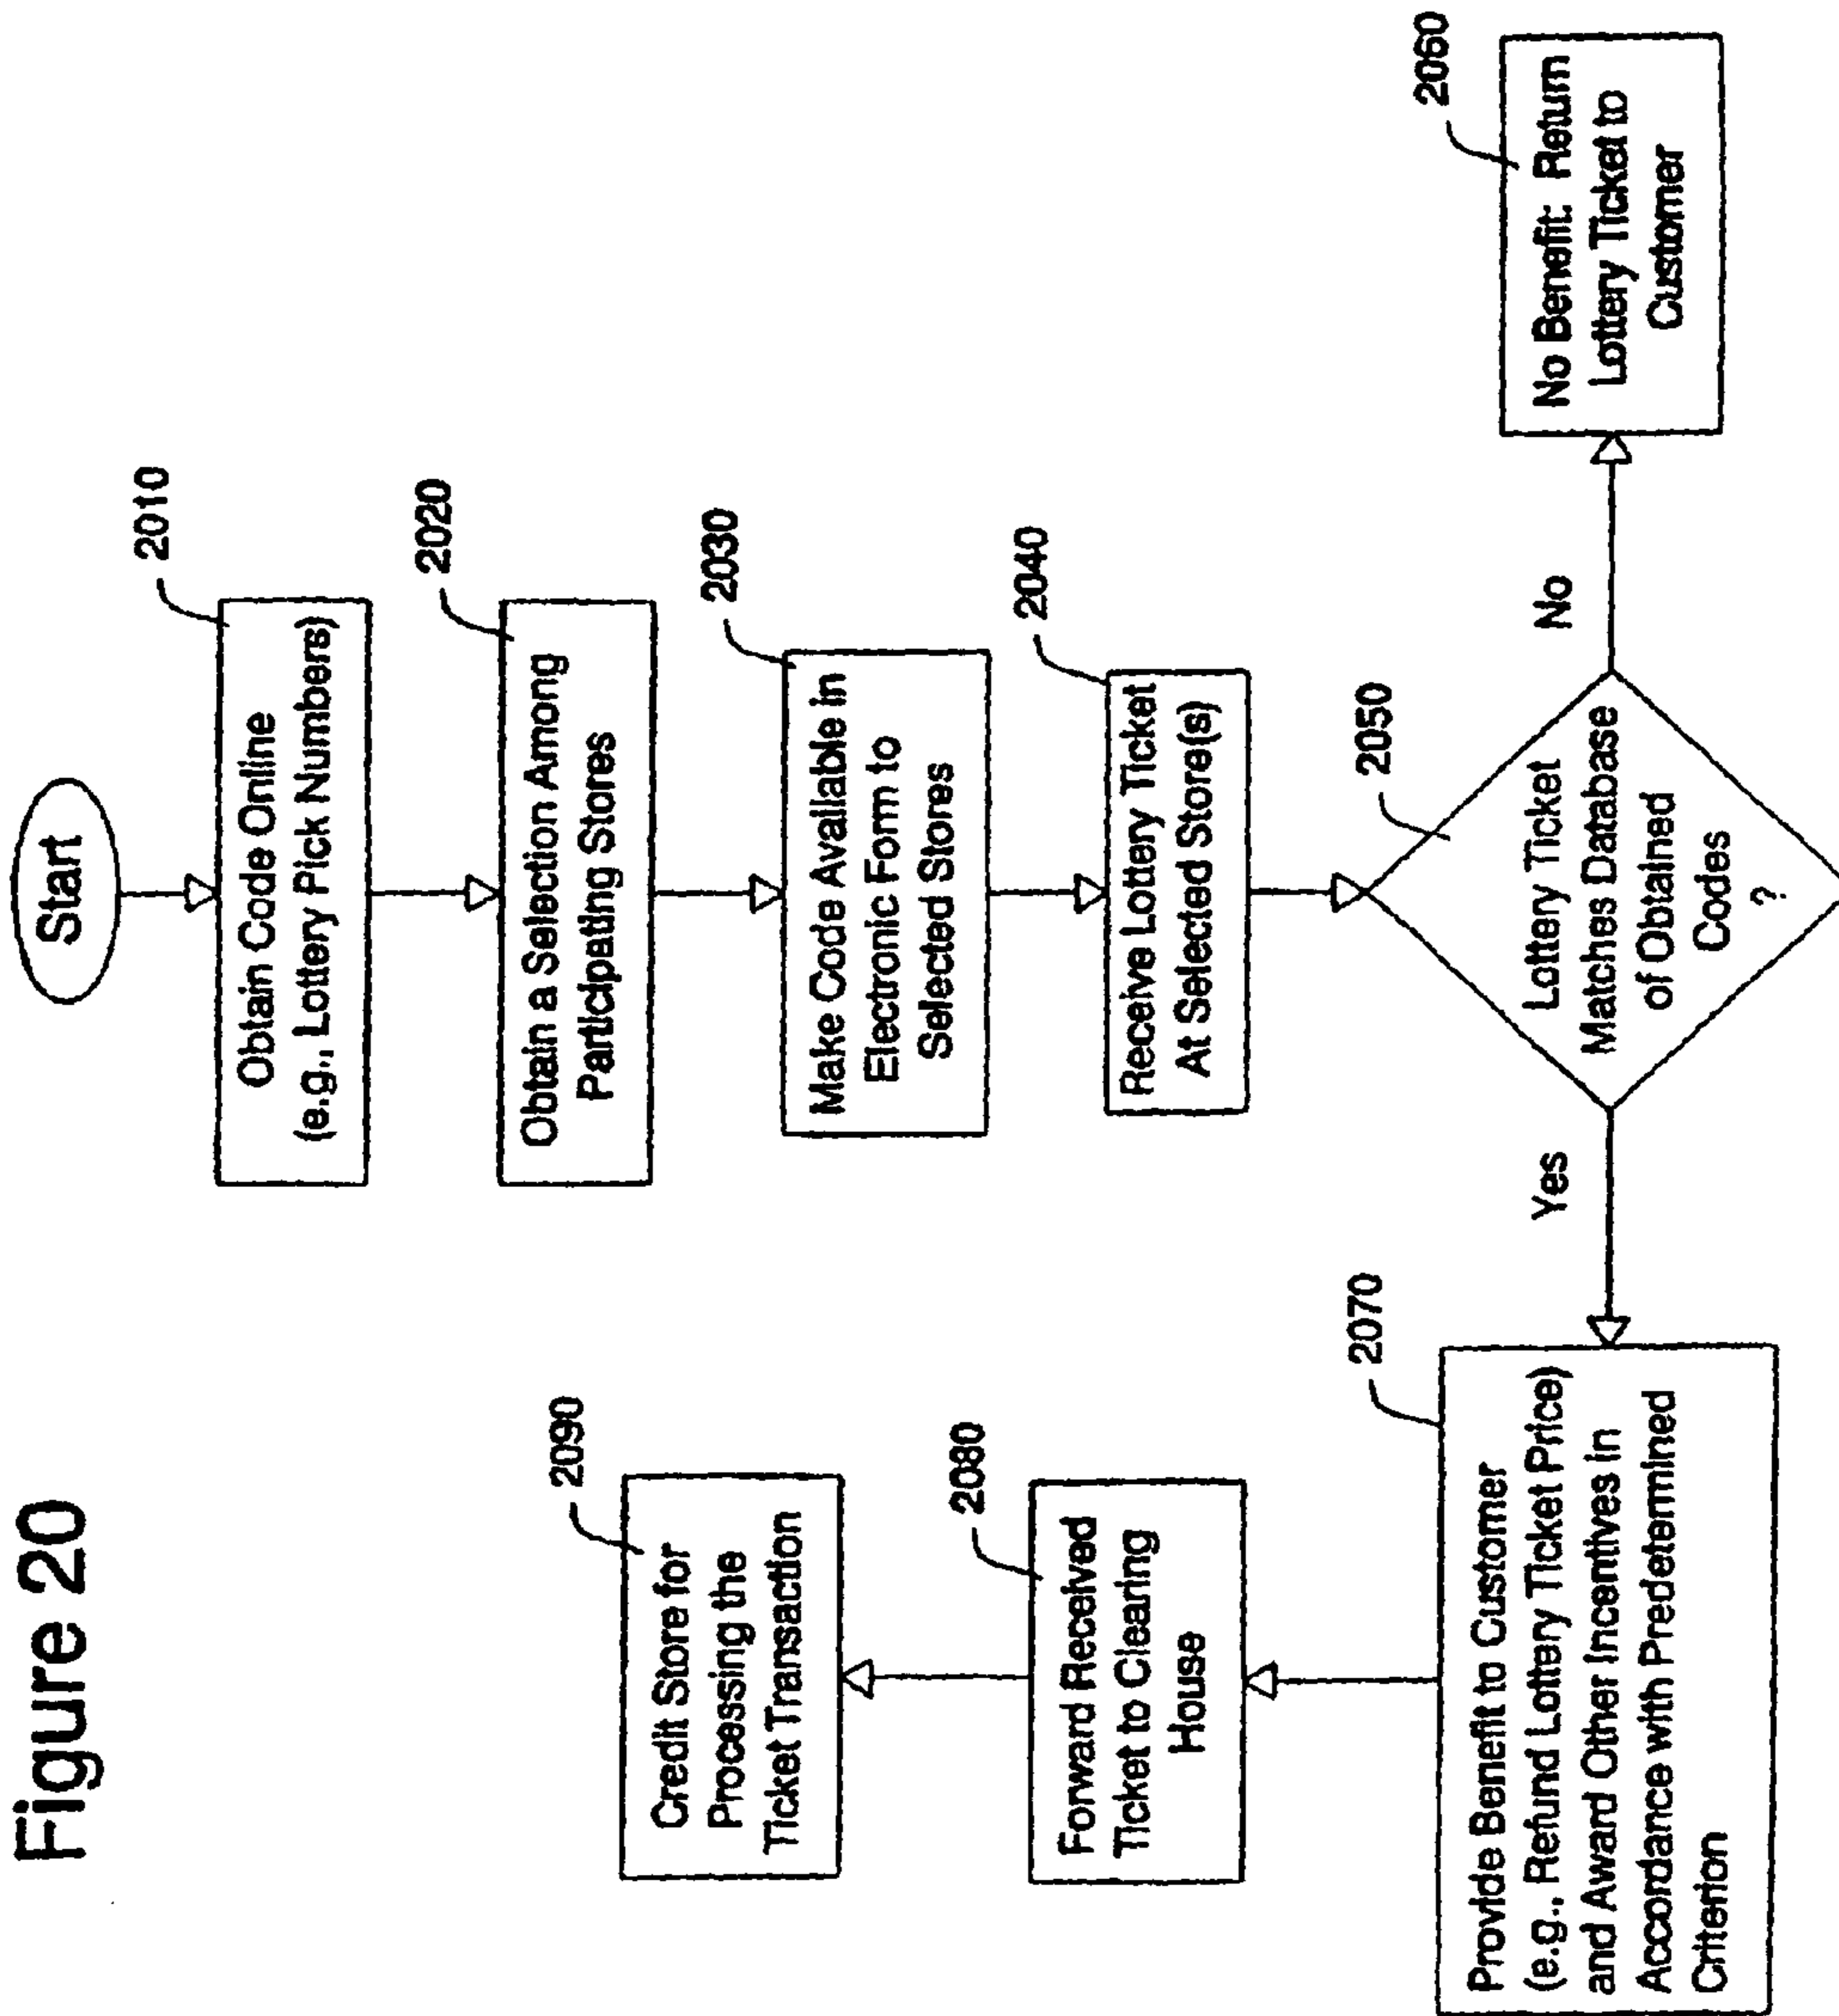 Figure 20
Start
2010
Obtain Code Online
(e.g., Lottery Pick Numbers)
2020
Obtain a Selection Among
Participating Stores
2030
Make Code Available in
Electronic Form to
Selected Stores
2040
Receive Lottery Ticket
At Selected Store(s)
2050
Lottery Ticket
Matches Database
of Obtained
Codes
?
No
2060
No Benefit: Return
Lottery Ticket to
Customer
Yes
2070
Provide Benefit to Customer
(e.g., Refund Lottery Ticket Price)
and Award Other Incentives in
Accordance with Predetermined
Criterion
2080
Forward Received
Ticket to Clearing
House
2090
Credit Store for
Processing the
Ticket Transaction